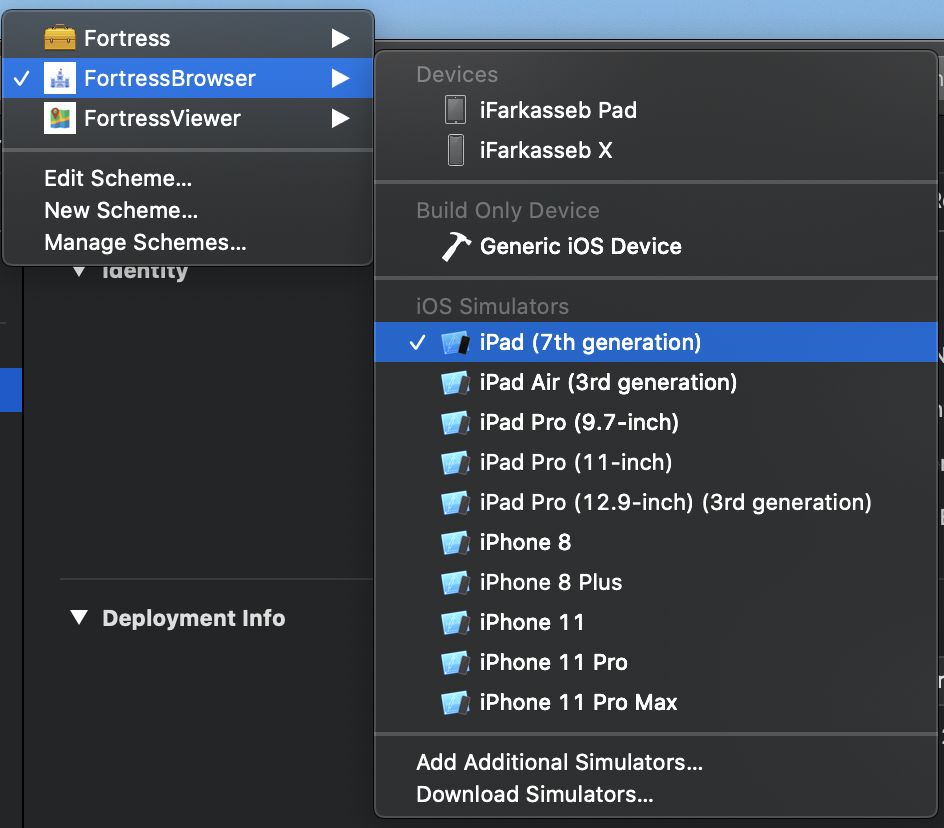 Fortress
FortressBrowser
FortressViewer
Edit Scheme...
New Scheme...
Manage Schemes...
Identity
Deployment Info
Devices
iFarkasseb Pad
iFarkasseb X
Build Only Device
Generic iOS Device
iOS Simulators
iPad (7th generation)
iPad Air (3rd generation)
iPad Pro (9.7-inch)
iPad Pro (11-inch)
iPad Pro (12.9-inch) (3rd generation)
iPhone 8
iPhone 8 Plus
iPhone 11
iPhone 11 Pro
iPhone 11 Pro Max
Add Additional Simulators...
Download Simulators...